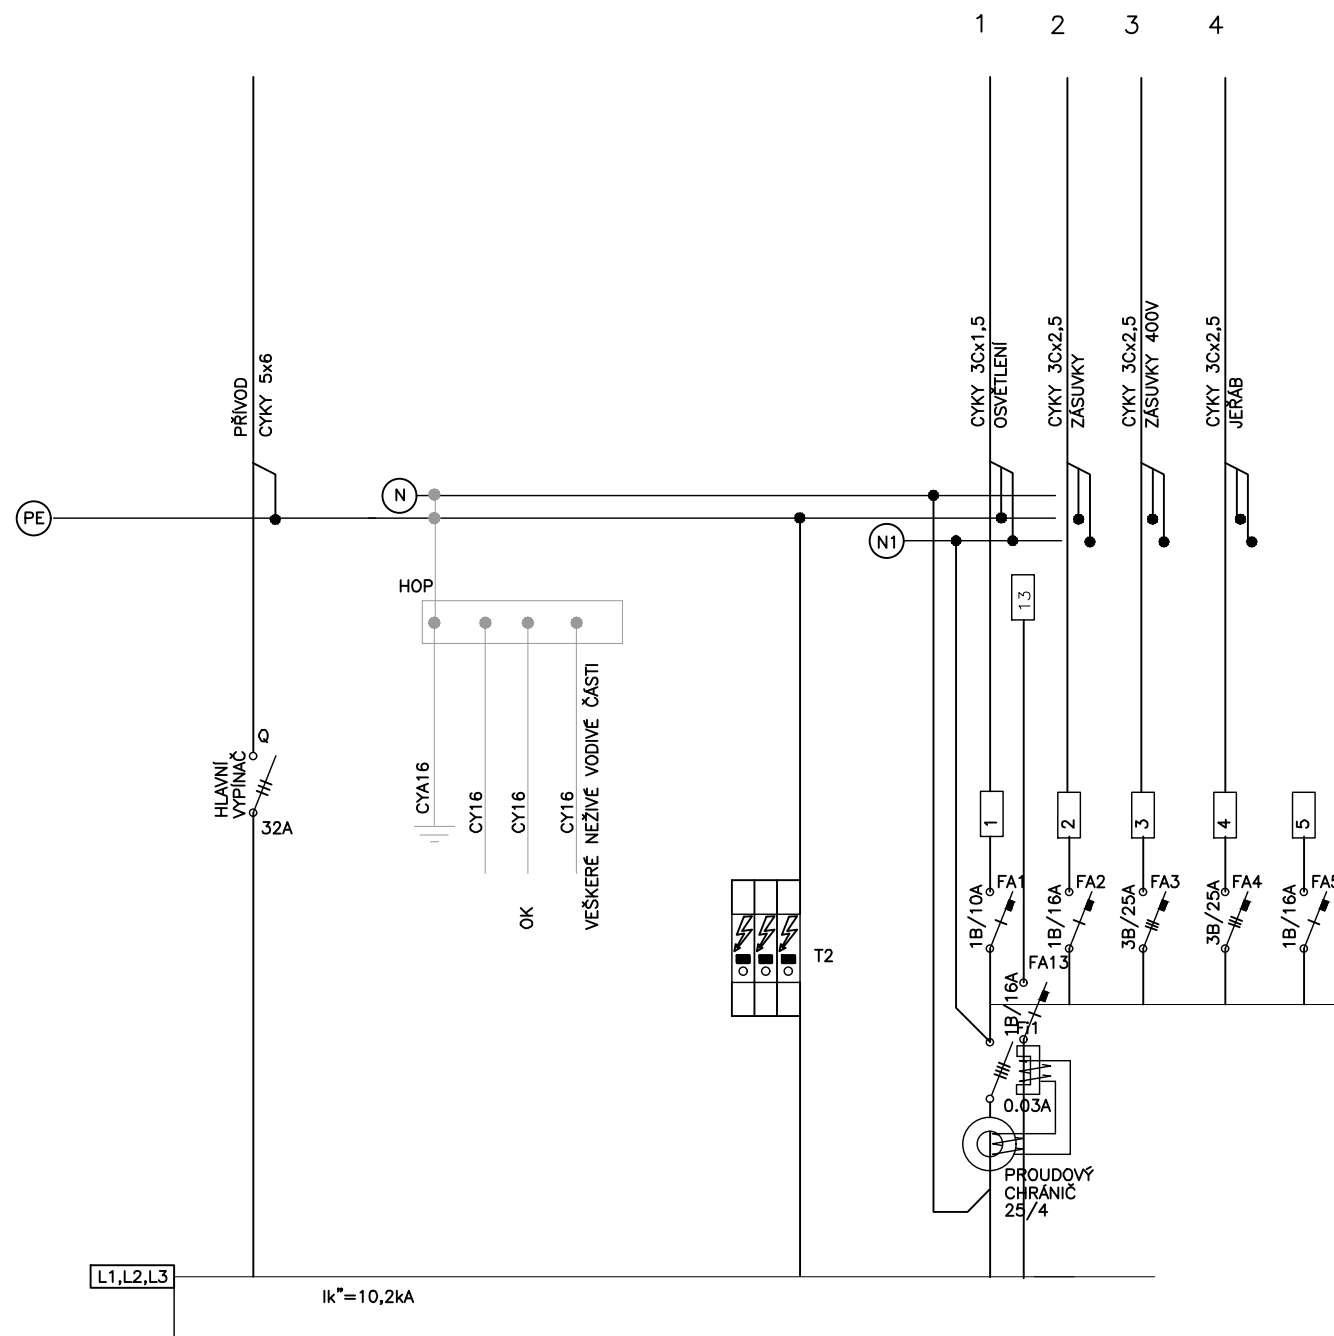 1
2
3
4
PŘÍVOD
CYKY 5x6
CYKY 3Cx1,5
OSVĚTLENÍ
CYKY 3Cx2,5
ZÁSUVKY
CYKY 3Cx2,5
ZÁSUVKY 400V
CYKY 3Cx2,5
JEŘÁB
N
PE
N1
HOP
13
HLAVNÍ
VYPÍNAČ
Q
32A
CYA16
CY16
CY16
CY16
VEŠKERÉ NEŽIVÉ VODIVÉ ČÁSTI
OK
T2
1
2
3
4
5
FA1
1B/10A
FA2
1B/16A
FA3
3B/25A
FA4
3B/25A
FA5
1B/16A
FA13
1B/16A
Fi1
0.03A
PROUDOVÝ
CHRÁNIČ
25/4
L1,L2,L3
Ik"=10,2kA